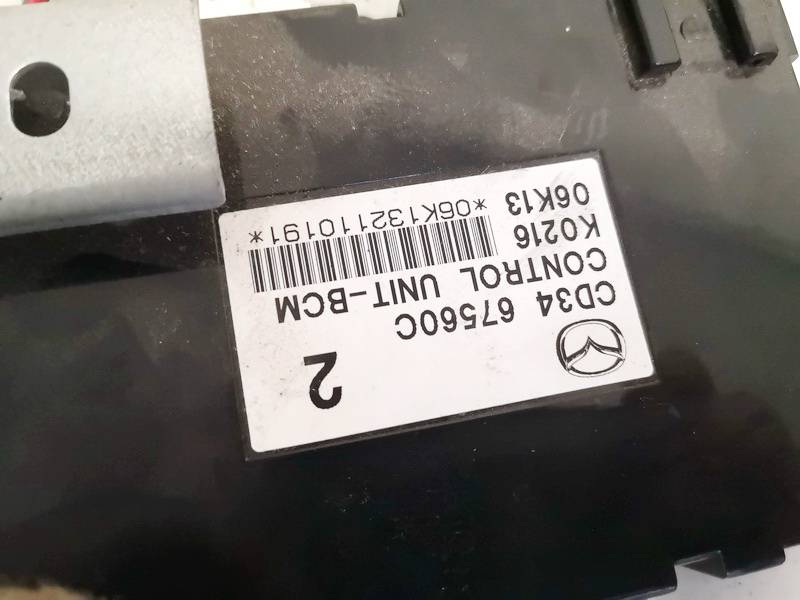 2
CD34 67560C
CONTROL UNIT-BCM
K0216
06K13
*06K132110191*